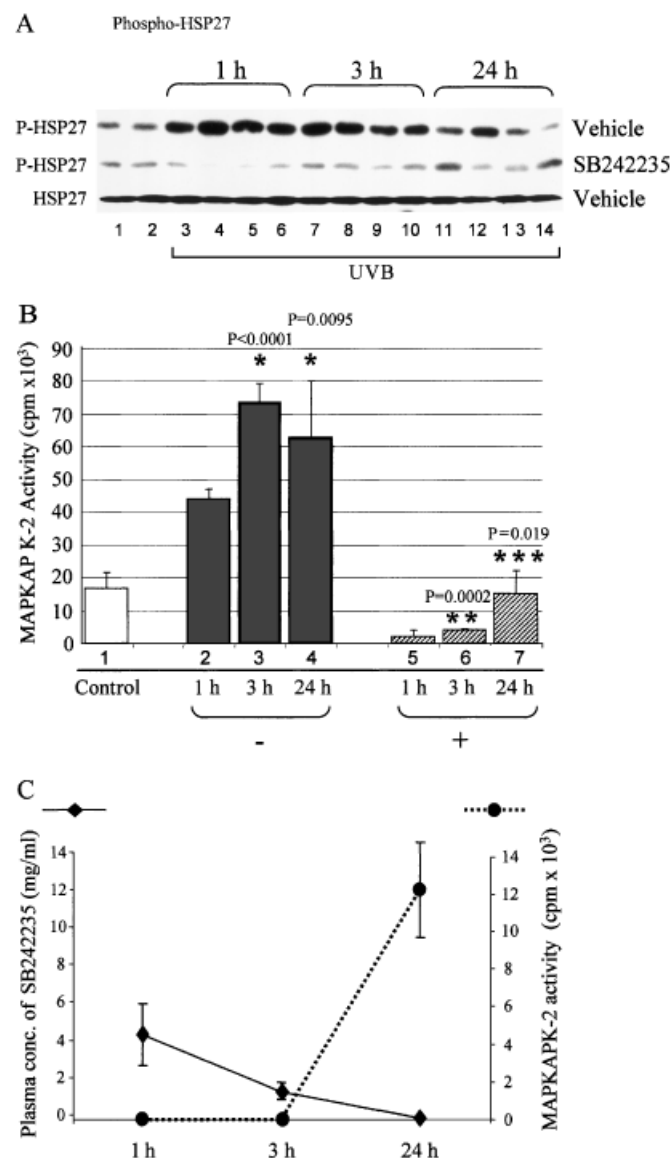 A
Phospho-HSP27
1 h 3 h 24 h
P-HSP27 Vehicle
P-HSP27 SB242235
HSP27 Vehicle
1 2 3 4 5 6 7 8 9 10 11 12 1 3 14
UVB
B
P=0.0095
P<0.0001
* *
90
80
70
60
50
40
30
20
10
0
MAPKAP K-2 Activity (cpm x10³)
P=0.019
***
P=0.0002
**
1 2 3 4 5 6 7
Control 1 h 3 h 24 h 1 h 3 h 24 h
- +
C
Plasma conc. of SB242235 (mg/ml)
14
12
10
8
6
4
2
0
14
12
10
8
6
4
2
0
MAPKAPK-2 activity (cpm x 10³)
1 h 3 h 24 h